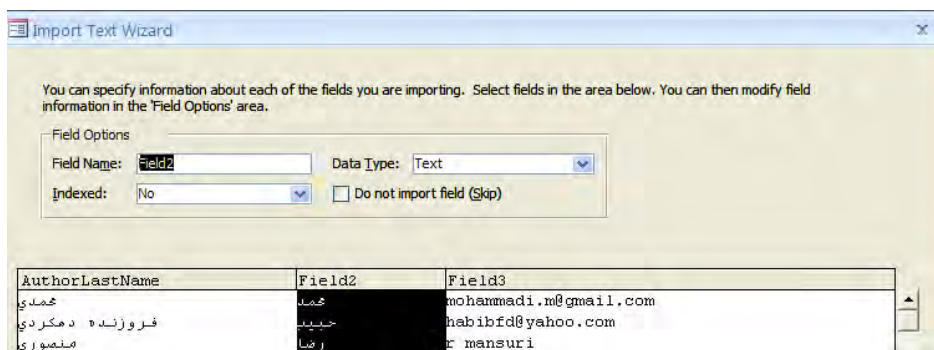 Import Text Wizard
You can specify information about each of the fields you are importing. Select fields in the area below. You can then modify field
information in the 'Field Options' area.
Field Options
Field Name: Field2 Data Type: Text
Indexed: No Do not import field (Skip)
AuthorLastName Field2 Field3
محمدي محمد mohammadi.m@gmail.com
فروزنده دهكردي حبيب habibfd@yahoo.com
منصوري رضا r mansuri